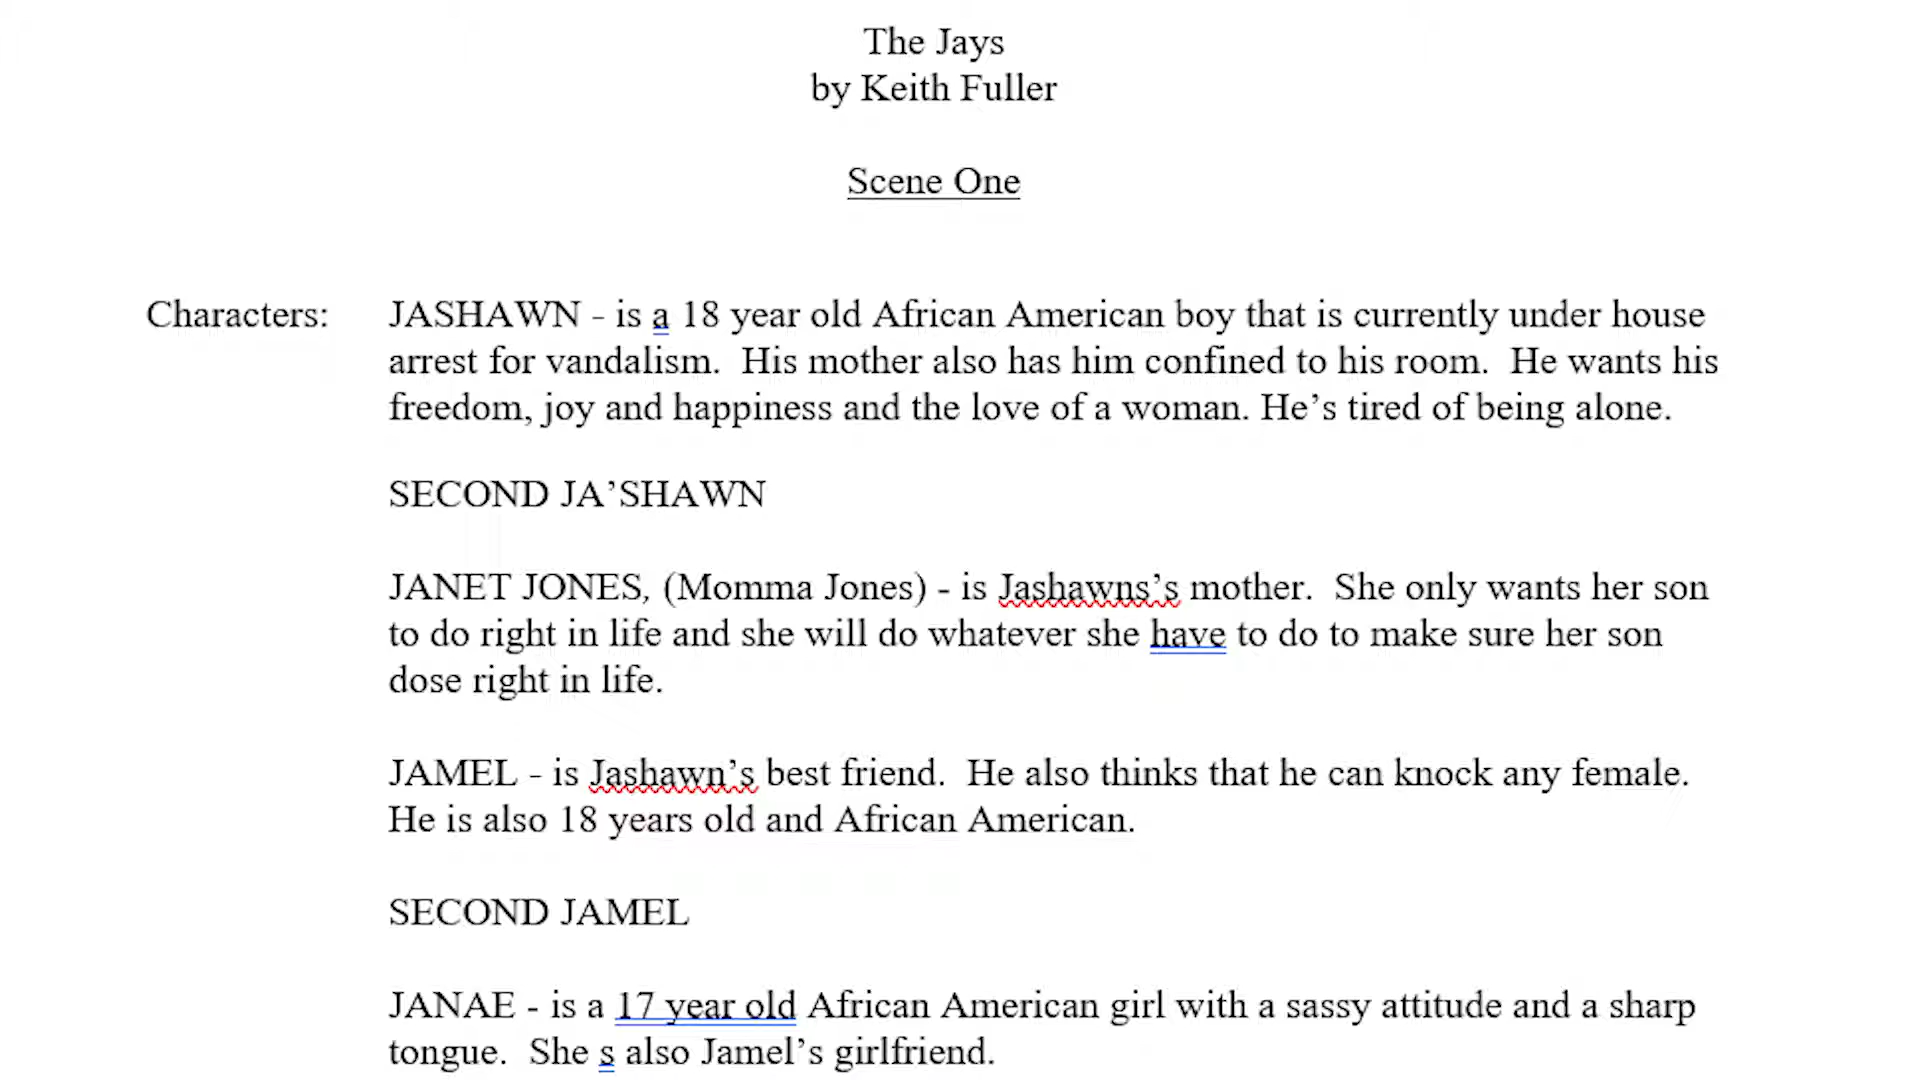 The Jays
by Keith Fuller
Scene One
Characters: JASHAWN - is a 18 year old African American boy that is currently under house
arrest for vandalism.  His mother also has him confined to his room.  He wants his
freedom, joy and happiness and the love of a woman. He’s tired of being alone.
SECOND JA’SHAWN
JANET JONES, (Momma Jones) - is Jashawns’s mother.  She only wants her son
to do right in life and she will do whatever she have to do to make sure her son
dose right in life.
JAMEL - is Jashawn’s best friend.  He also thinks that he can knock any female.
He is also 18 years old and African American.
SECOND JAMEL
JANAE - is a 17 year old African American girl with a sassy attitude and a sharp
tongue.  She s also Jamel’s girlfriend.